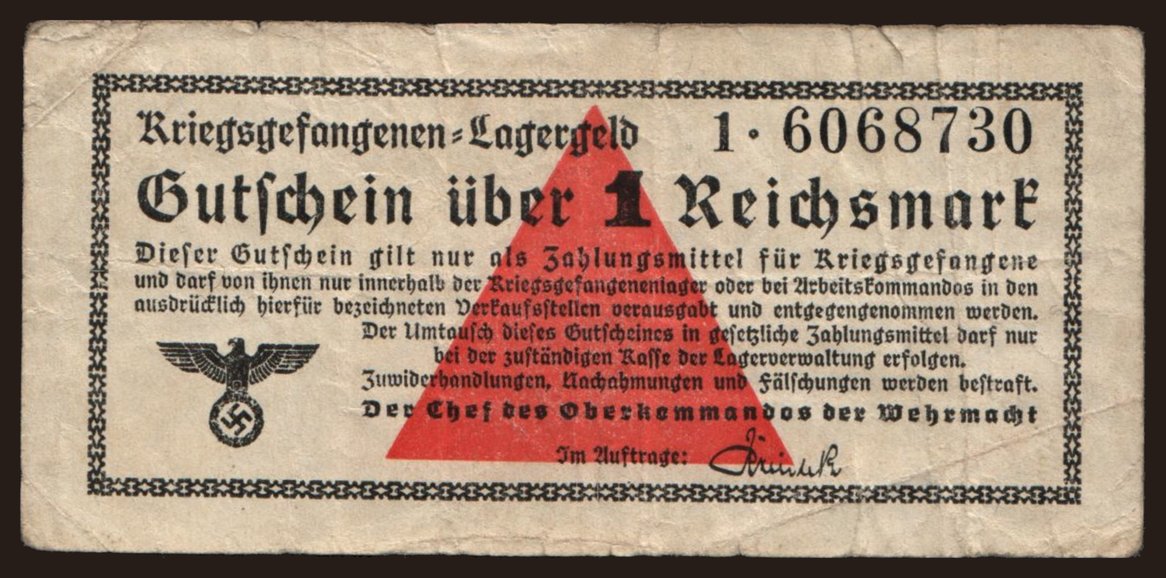 Kriegsgefangenen-Lagergeld 1 · 6068730
Gutschein über 1 Reichsmark
Dieser Gutschein gilt nur als Zahlungsmittel für Kriegsgefangene
und darf von ihnen nur innerhalb der Kriegsgefangenenlager oder bei Arbeitskommandos in den
ausdrücklich hierfür bezeichneten Verkaufsstellen verausgabt und entgegengenommen werden.
Der Umtausch dieses Gutscheines in gesetzliche Zahlungsmittel darf nur
bei der zuständigen Kasse der Lagerverwaltung erfolgen.
Zuwiderhandlungen, Nachahmungen und Fälschungen werden bestraft.
Der Chef des Oberkommandos der Wehrmacht
Im Auftrage: